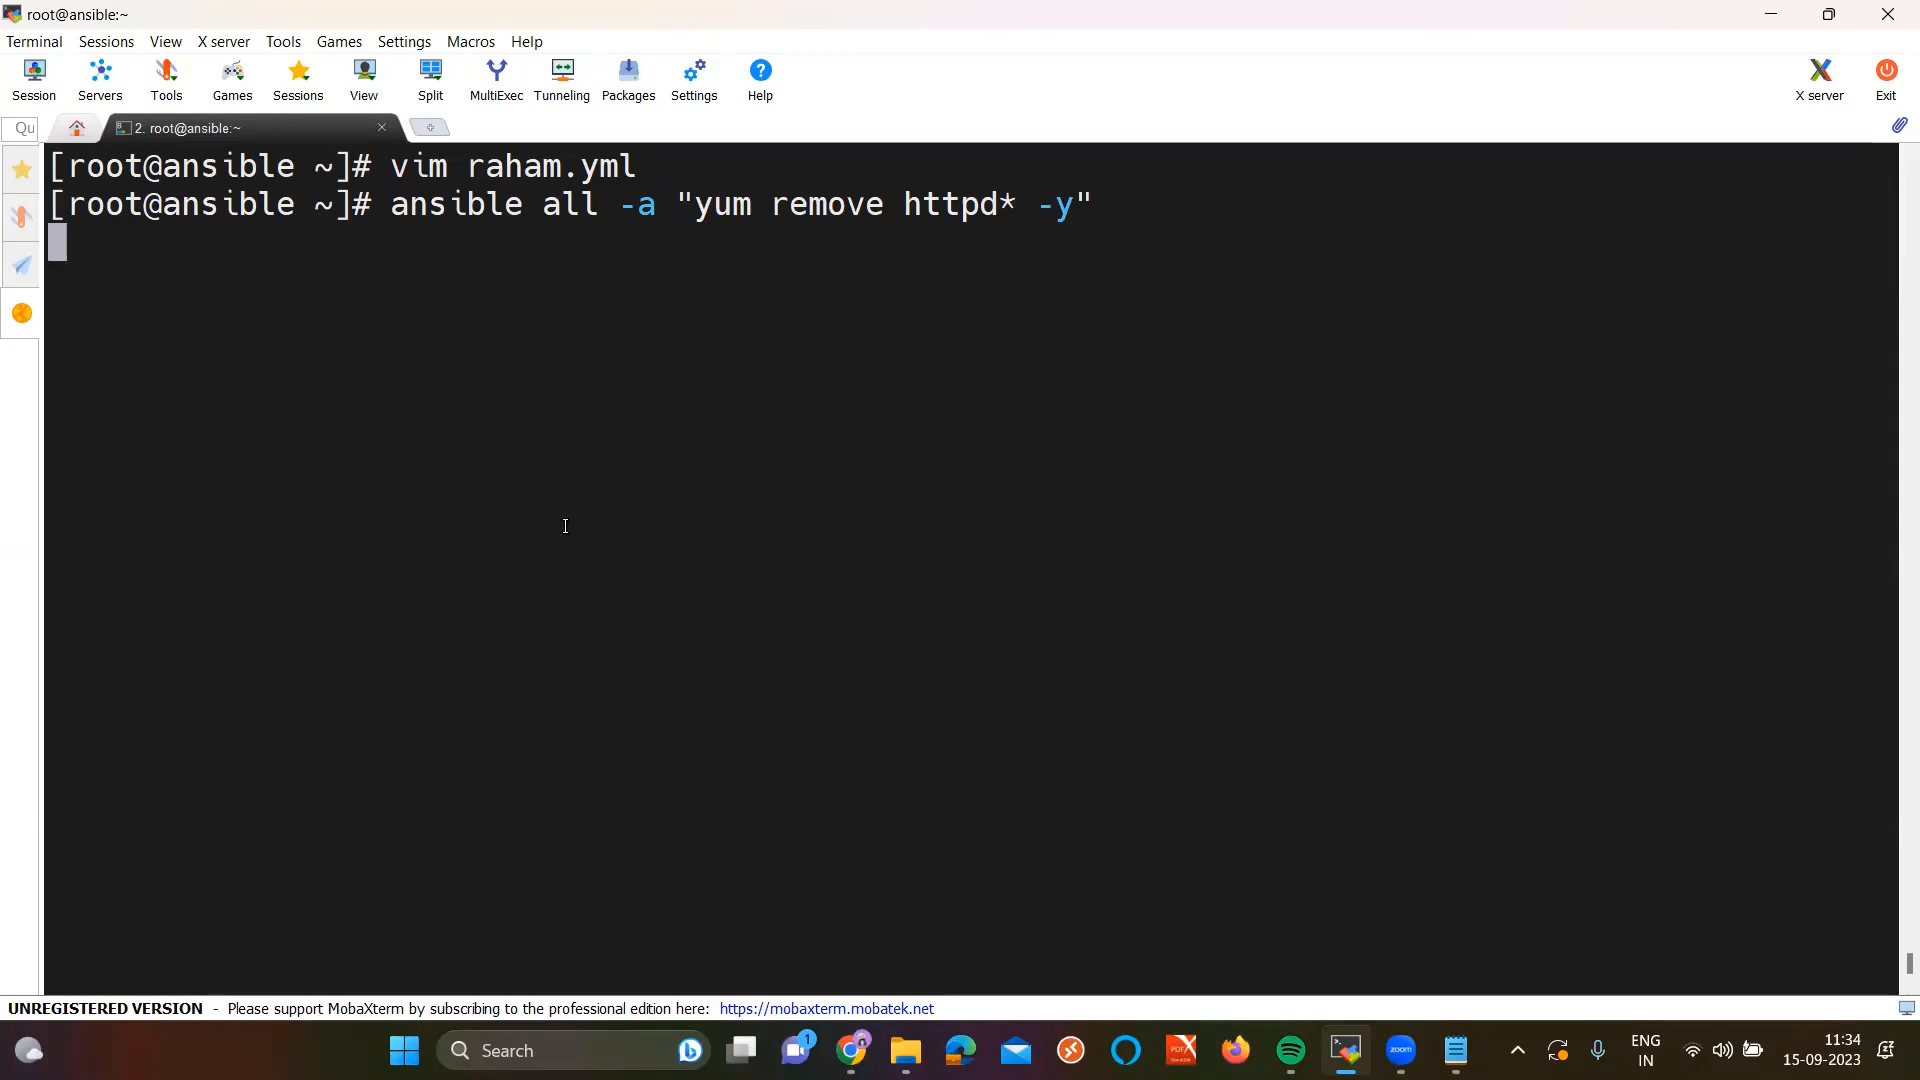 root@ansible:~
Terminal Sessions View X server Tools Games Settings Macros Help
Session Servers Tools Games Sessions View Split MultiExec Tunneling Packages Settings Help X server Exit
Qu 2. root@ansible:~
[root@ansible ~]# vim raham.yml
[root@ansible ~]# ansible all -a "yum remove httpd* -y"
UNREGISTERED VERSION - Please support MobaXterm by subscribing to the professional edition here: https://mobaxterm.mobatek.net
Search 1 zoom ENG 11:34
IN 15-09-2023